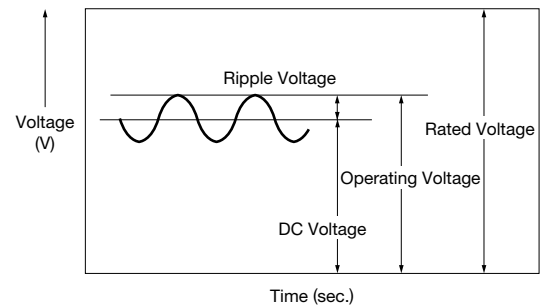 Ripple Voltage
Voltage
(V)
Rated Voltage
Operating Voltage
DC Voltage
Time (sec.)